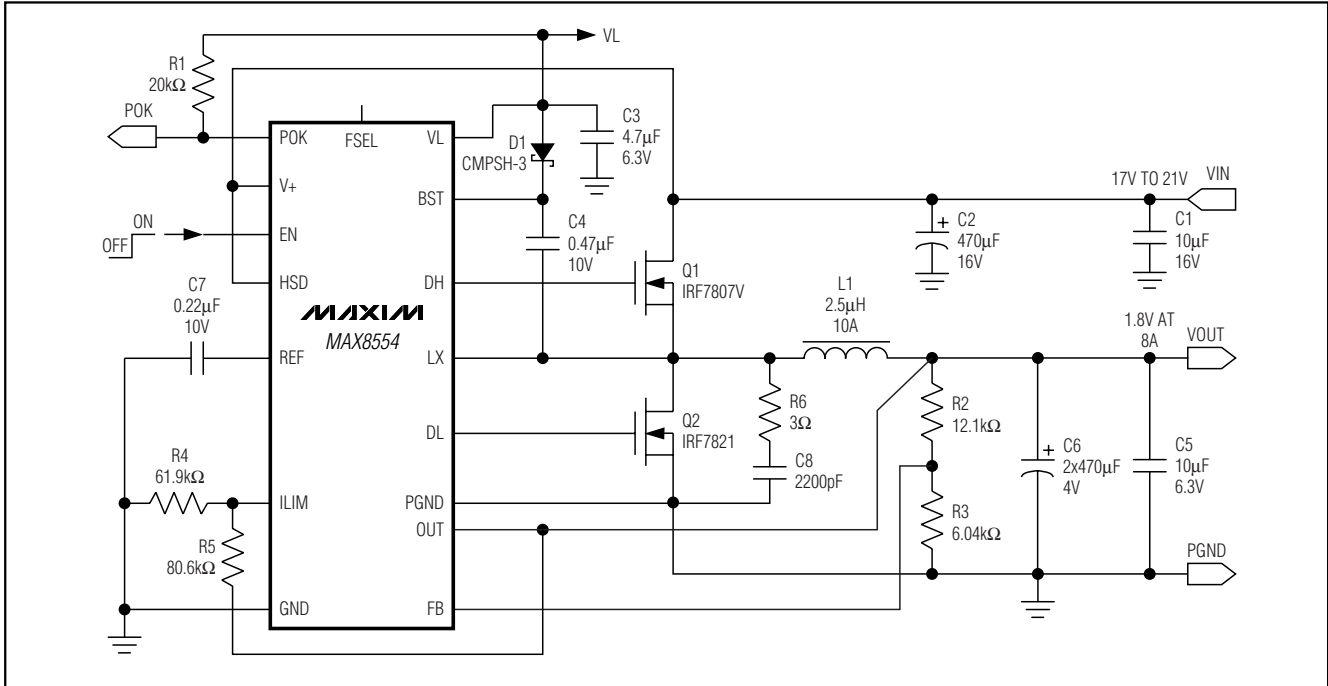 VL
R1
20kΩ
POK
POK
FSEL
VL
D1
CMPSH-3
C3
4.7µF
6.3V
V+
BST
17V TO 21V
VIN
ON
OFF
EN
C4
0.47µF
10V
C2
470µF
16V
C1
10µF
16V
HSD
DH
Q1
IRF7807V
C7
0.22µF
10V
MAXIM
MAX8554
L1
2.5µH
10A
1.8V AT
8A
VOUT
REF
LX
R6
3Ω
R2
12.1kΩ
DL
Q2
IRF7821
C8
2200pF
+
+
C6
2x470µF
4V
C5
10µF
6.3V
R4
61.9kΩ
ILIM
PGND
OUT
R3
6.04kΩ
R5
80.6kΩ
PGND
GND
FB